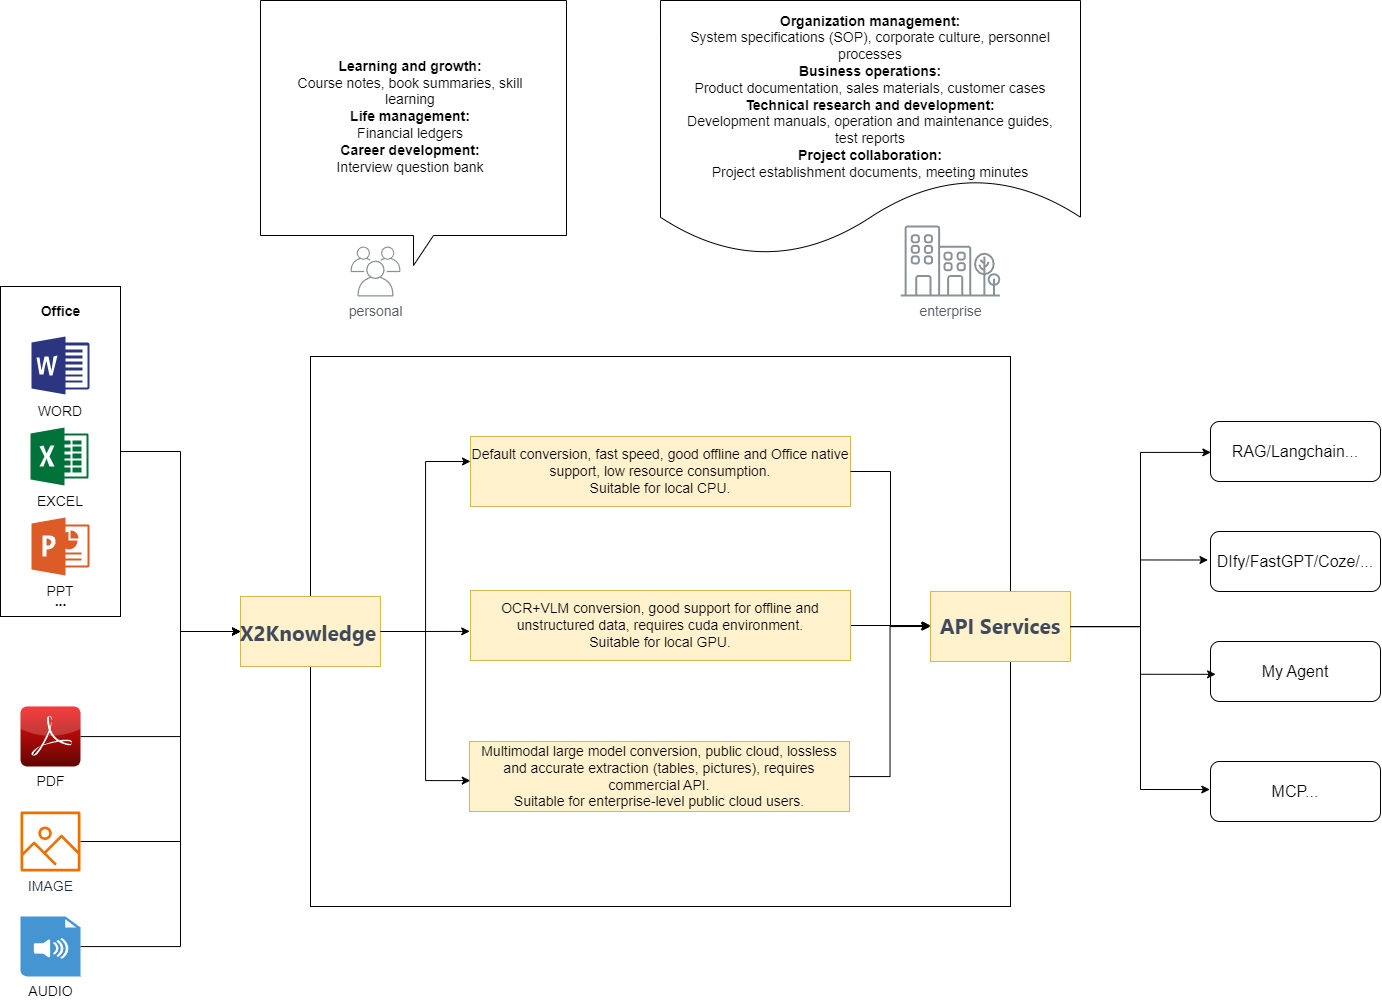 Learning and growth:
Course notes, book summaries, skill
learning
Life management:
Financial ledgers
Career development:
Interview question bank
personal
Organization management:
System specifications (SOP), corporate culture, personnel
processes
Business operations:
Product documentation, sales materials, customer cases
Technical research and development:
Development manuals, operation and maintenance guides,
test reports
Project collaboration:
Project establishment documents, meeting minutes
enterprise
Office
WORD
EXCEL
PPT
...
PDF
IMAGE
AUDIO
X2Knowledge
Default conversion, fast speed, good offline and Office native
support, low resource consumption.
Suitable for local CPU.
OCR+VLM conversion, good support for offline and
unstructured data, requires cuda environment.
Suitable for local GPU.
Multimodal large model conversion, public cloud, lossless
and accurate extraction (tables, pictures), requires
commercial API.
Suitable for enterprise-level public cloud users.
API Services
RAG/Langchain...
DIfy/FastGPT/Coze/...
My Agent
MCP...